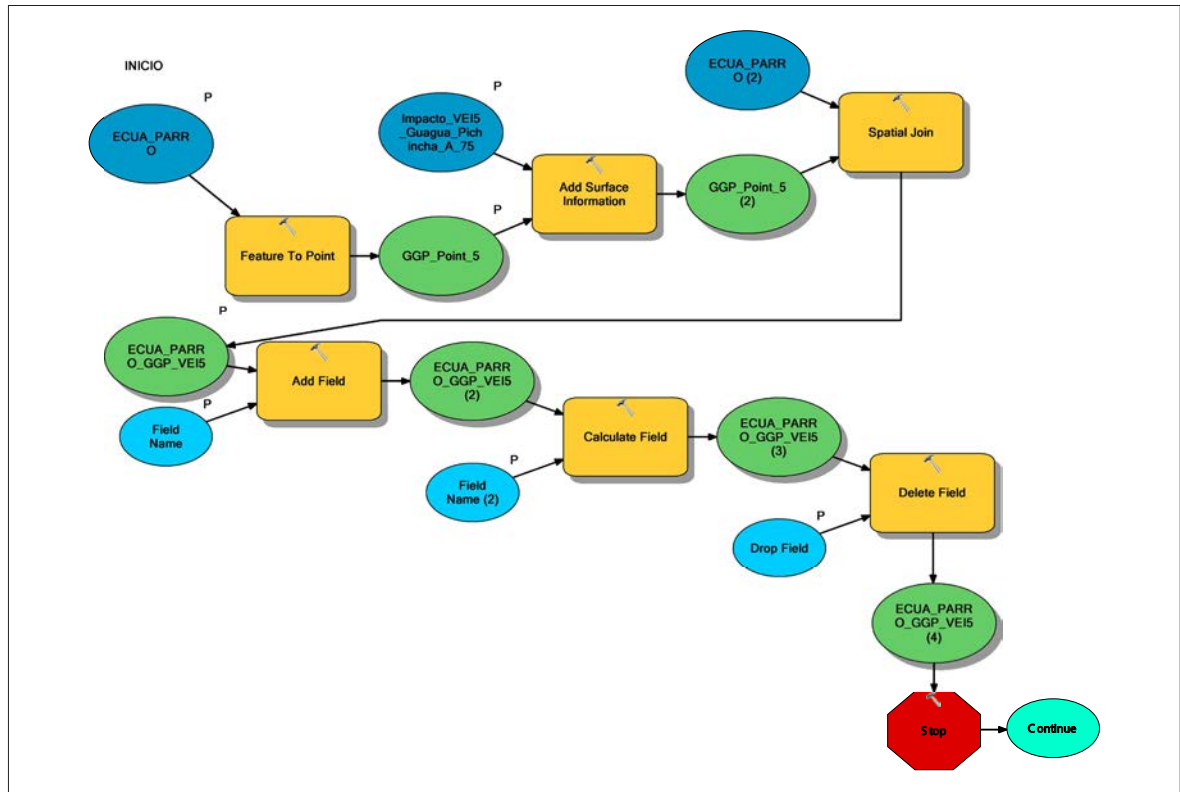 INICIO
P
ECUA_PARR
O
Feature To Point
P
Impacto_VEI5
_Guagua_Pich
incha_A_75
P
GGP_Point_5
Add Surface
Information
ECUA_PARR
O (2)
GGP_Point_5
(2)
Spatial Join
P
ECUA_PARR
O_GGP_VEI5
P
Field
Name
Add Field
ECUA_PARR
O_GGP_VEI5
(2)
P
Field
Name (2)
Calculate Field
ECUA_PARR
O_GGP_VEI5
(3)
P
Drop Field
Delete Field
ECUA_PARR
O_GGP_VEI5
(4)
Stop
Continue